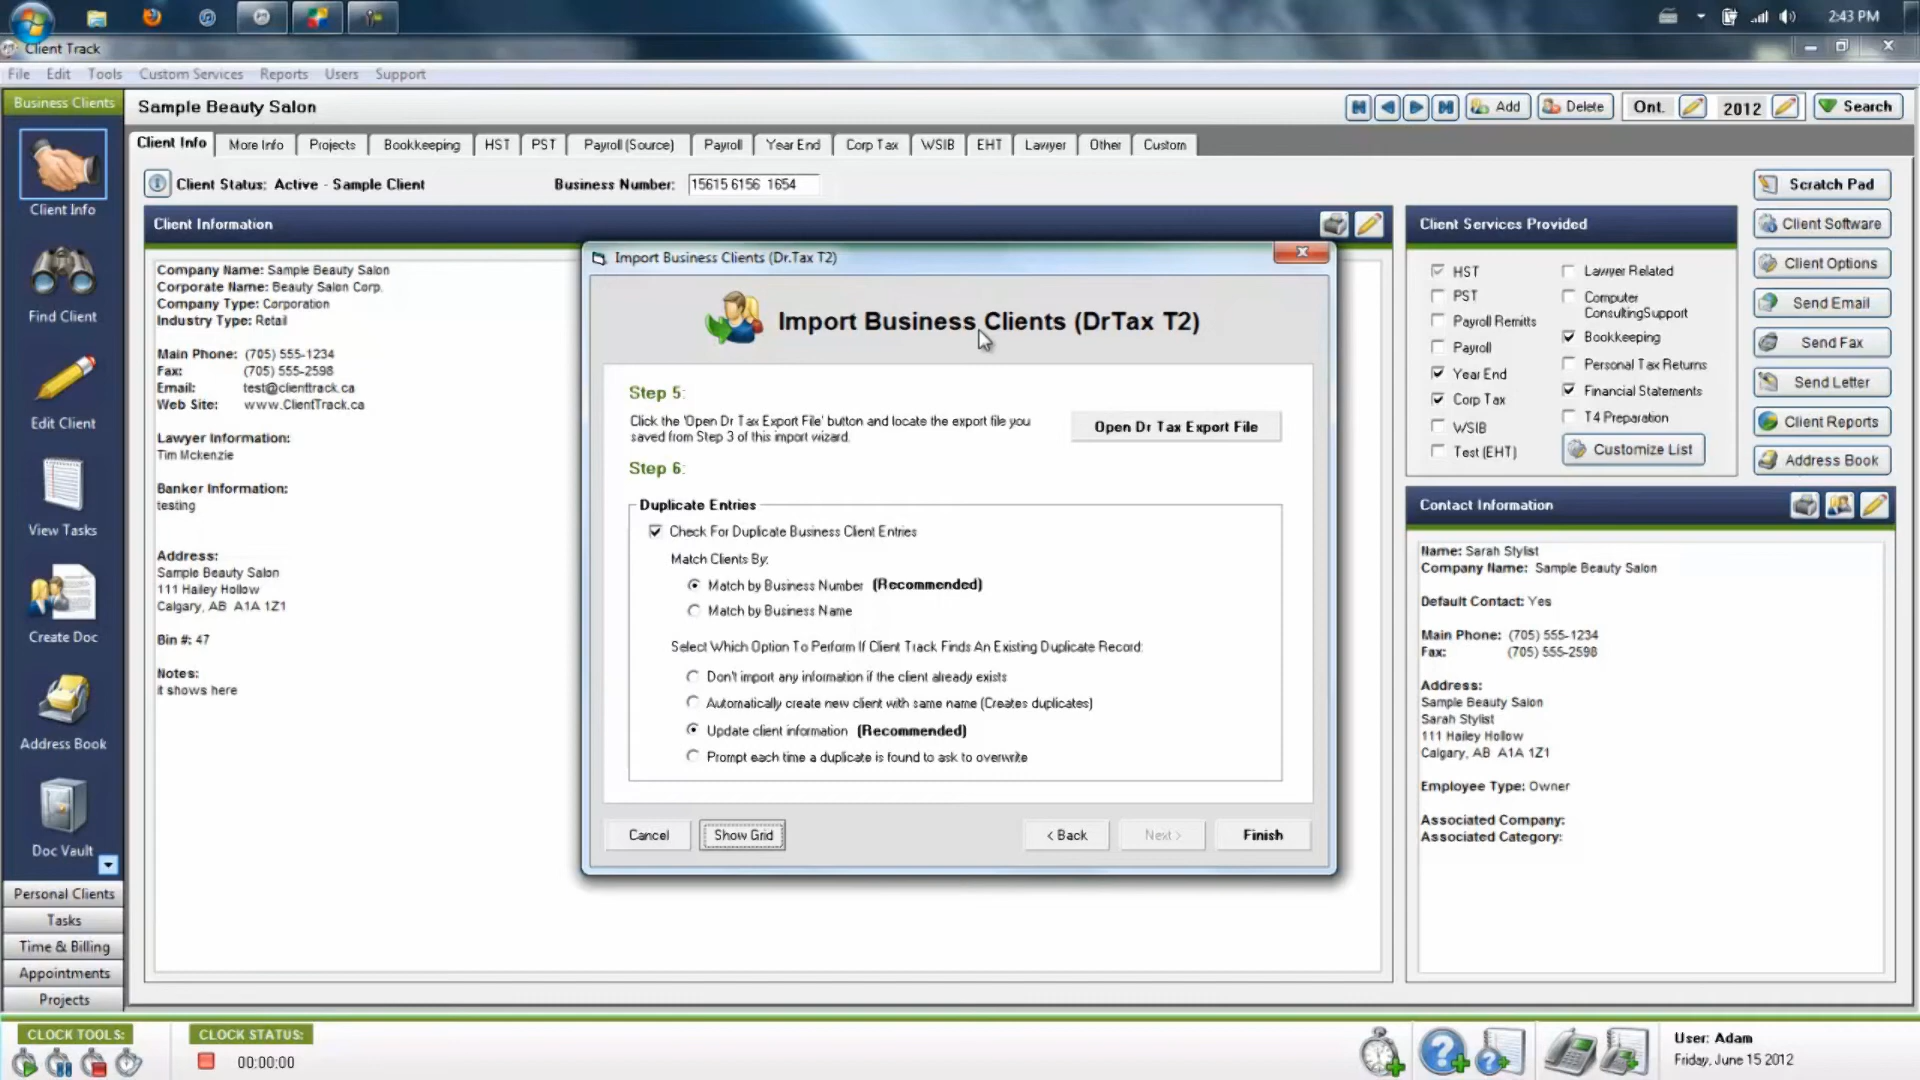 2:43 PM
Client Track
File Edit Tools Custom Services Reports Users Support
Business Clients
Sample Beauty Salon
Add
Delete
Ont.
2012
Search
Client Info
More Info
Projects
Bookkeeping
HST
PST
Payroll (Source)
Payroll
Year End
Corp Tax
WSIB
EHT
Lawyer
Other
Custom
Client Info
Find Client
Edit Client
View Tasks
Create Doc
Address Book
Doc Vault
Personal Clients
Tasks
Time & Billing
Appointments
Projects
Client Status: Active - Sample Client
Business Number: 15615 6156 1654
Client Information
Company Name: Sample Beauty Salon
Corporate Name: Beauty Salon Corp.
Company Type: Corporation
Industry Type: Retail
Main Phone: (705) 555-1234
Fax: (705) 555-2598
Email: test@clienttrack.ca
Web Site: www.ClientTrack.ca
Lawyer Information:
Tim Mckenzie
Banker Information:
testing
Address:
Sample Beauty Salon
111 Hailey Hollow
Calgary, AB A1A 1Z1
Bin #: 47
Notes:
it shows here
Import Business Clients (Dr.Tax T2)
Import Business Clients (DrTax T2)
Step 5:
Click the 'Open Dr Tax Export File' button and locate the export file you
saved from Step 3 of this import wizard.
Open Dr Tax Export File
Step 6:
Duplicate Entries
Check For Duplicate Business Client Entries
Match Clients By:
Match by Business Number (Recommended)
Match by Business Name
Select Which Option To Perform If Client Track Finds An Existing Duplicate Record:
Don't import any information if the client already exists
Automatically create new client with same name (Creates duplicates)
Update client information (Recommended)
Prompt each time a duplicate is found to ask to overwrite
Cancel
Show Grid
< Back
Next >
Finish
Client Services Provided
HST
PST
Payroll Remitts
Payroll
Year End
Corp Tax
WSIB
Test (EHT)
Lawyer Related
Computer
ConsultingSupport
Bookkeeping
Personal Tax Returns
Financial Statements
T4 Preparation
Customize List
Scratch Pad
Client Software
Client Options
Send Email
Send Fax
Send Letter
Client Reports
Address Book
Contact Information
Name: Sarah Stylist
Company Name: Sample Beauty Salon
Default Contact: Yes
Main Phone: (705) 555-1234
Fax: (705) 555-2598
Address:
Sample Beauty Salon
Sarah Stylist
111 Hailey Hollow
Calgary, AB A1A 1Z1
Employee Type: Owner
Associated Company:
Associated Category:
CLOCK TOOLS:
CLOCK STATUS:
00:00:00
User: Adam
Friday, June 15 2012